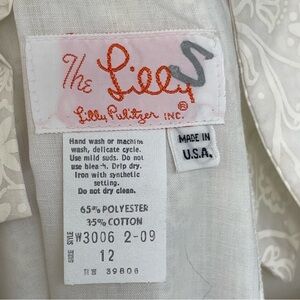 The Lilly
Lilly Pulitzer INC.®
S
MADE IN
U.S.A.
Hand wash or machine
wash, delicate cycle.
Use mild suds. Do not
use bleach. Drip dry.
Iron with synthetic
setting.
Do not dry clean.
65% POLYESTER
35% COTTON
STYLE W3006 2-09
SIZE 12
39806